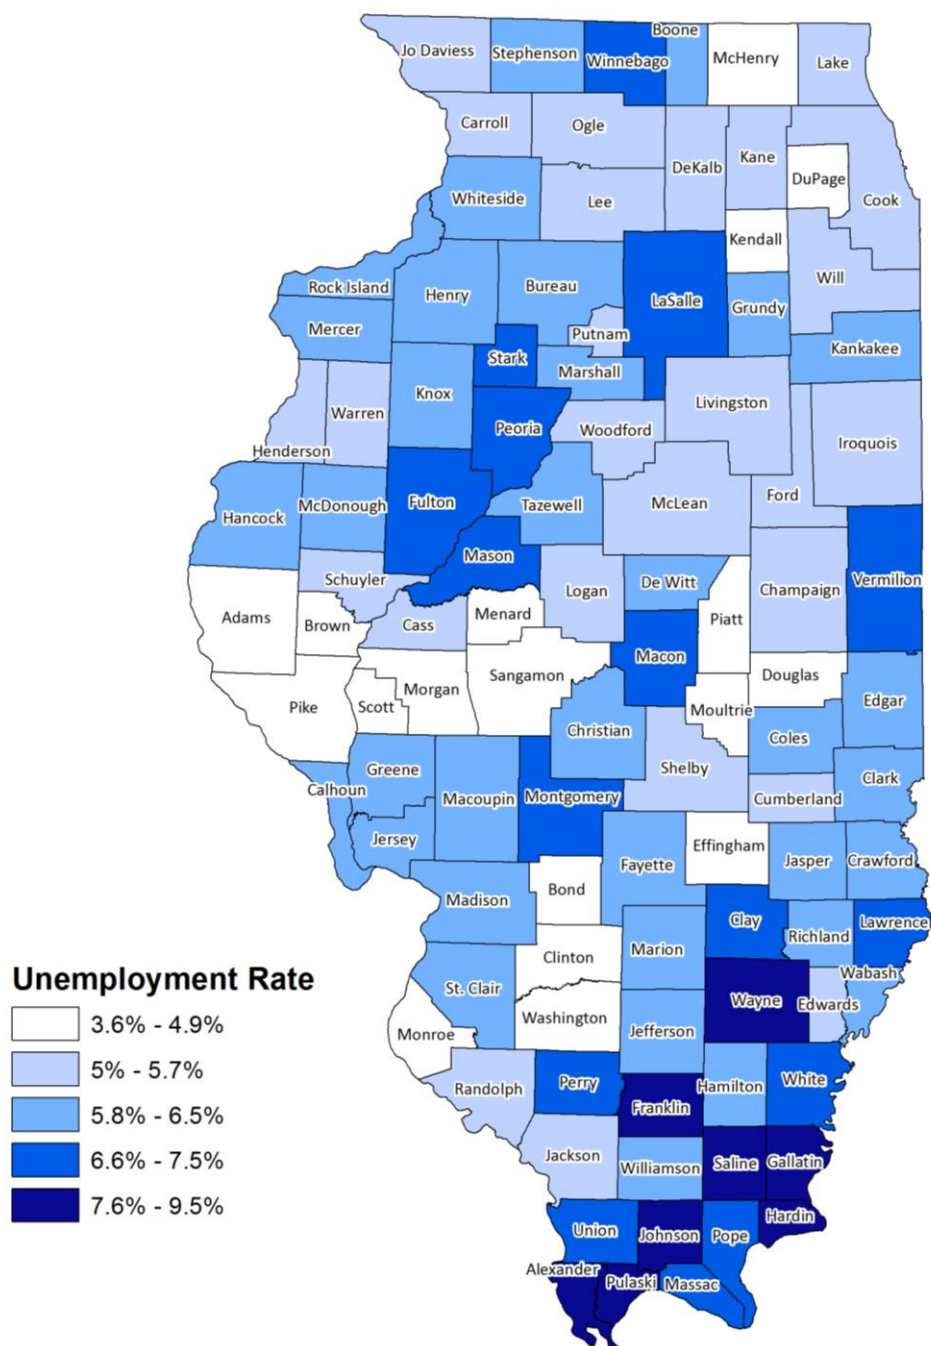 Boone
Jo Daviess
Stephenson
Winnebago
McHenry
Lake
Carroll
Ogle
DeKalb
Kane
DuPage
Cook
Whiteside
Lee
Kendall
Rock Island
Henry
Bureau
LaSalle
Grundy
Will
Mercer
Putnam
Kankakee
Stark
Marshall
Knox
Warren
Peoria
Woodford
Livingston
Henderson
Iroquois
Hancock
McDonough
Fulton
Tazewell
McLean
Ford
Mason
Schuyler
Logan
De Witt
Champaign
Vermilion
Adams
Brown
Cass
Menard
Piatt
Macon
Pike
Scott
Morgan
Sangamon
Douglas
Moultrie
Edgar
Christian
Coles
Calhoun
Greene
Macoupin
Montgomery
Shelby
Cumberland
Clark
Jersey
Effingham
Fayette
Jasper
Crawford
Madison
Bond
Clay
Richland
Lawrence
Marion
Clinton
Wabash
St. Clair
Wayne
Edwards
Monroe
Washington
Jefferson
Randolph
Perry
Franklin
Hamilton
White
Jackson
Williamson
Saline
Gallatin
Union
Johnson
Pope
Hardin
Alexander
Pulaski
Massac
Unemployment Rate
3.6% - 4.9%
5% - 5.7%
5.8% - 6.5%
6.6% - 7.5%
7.6% - 9.5%